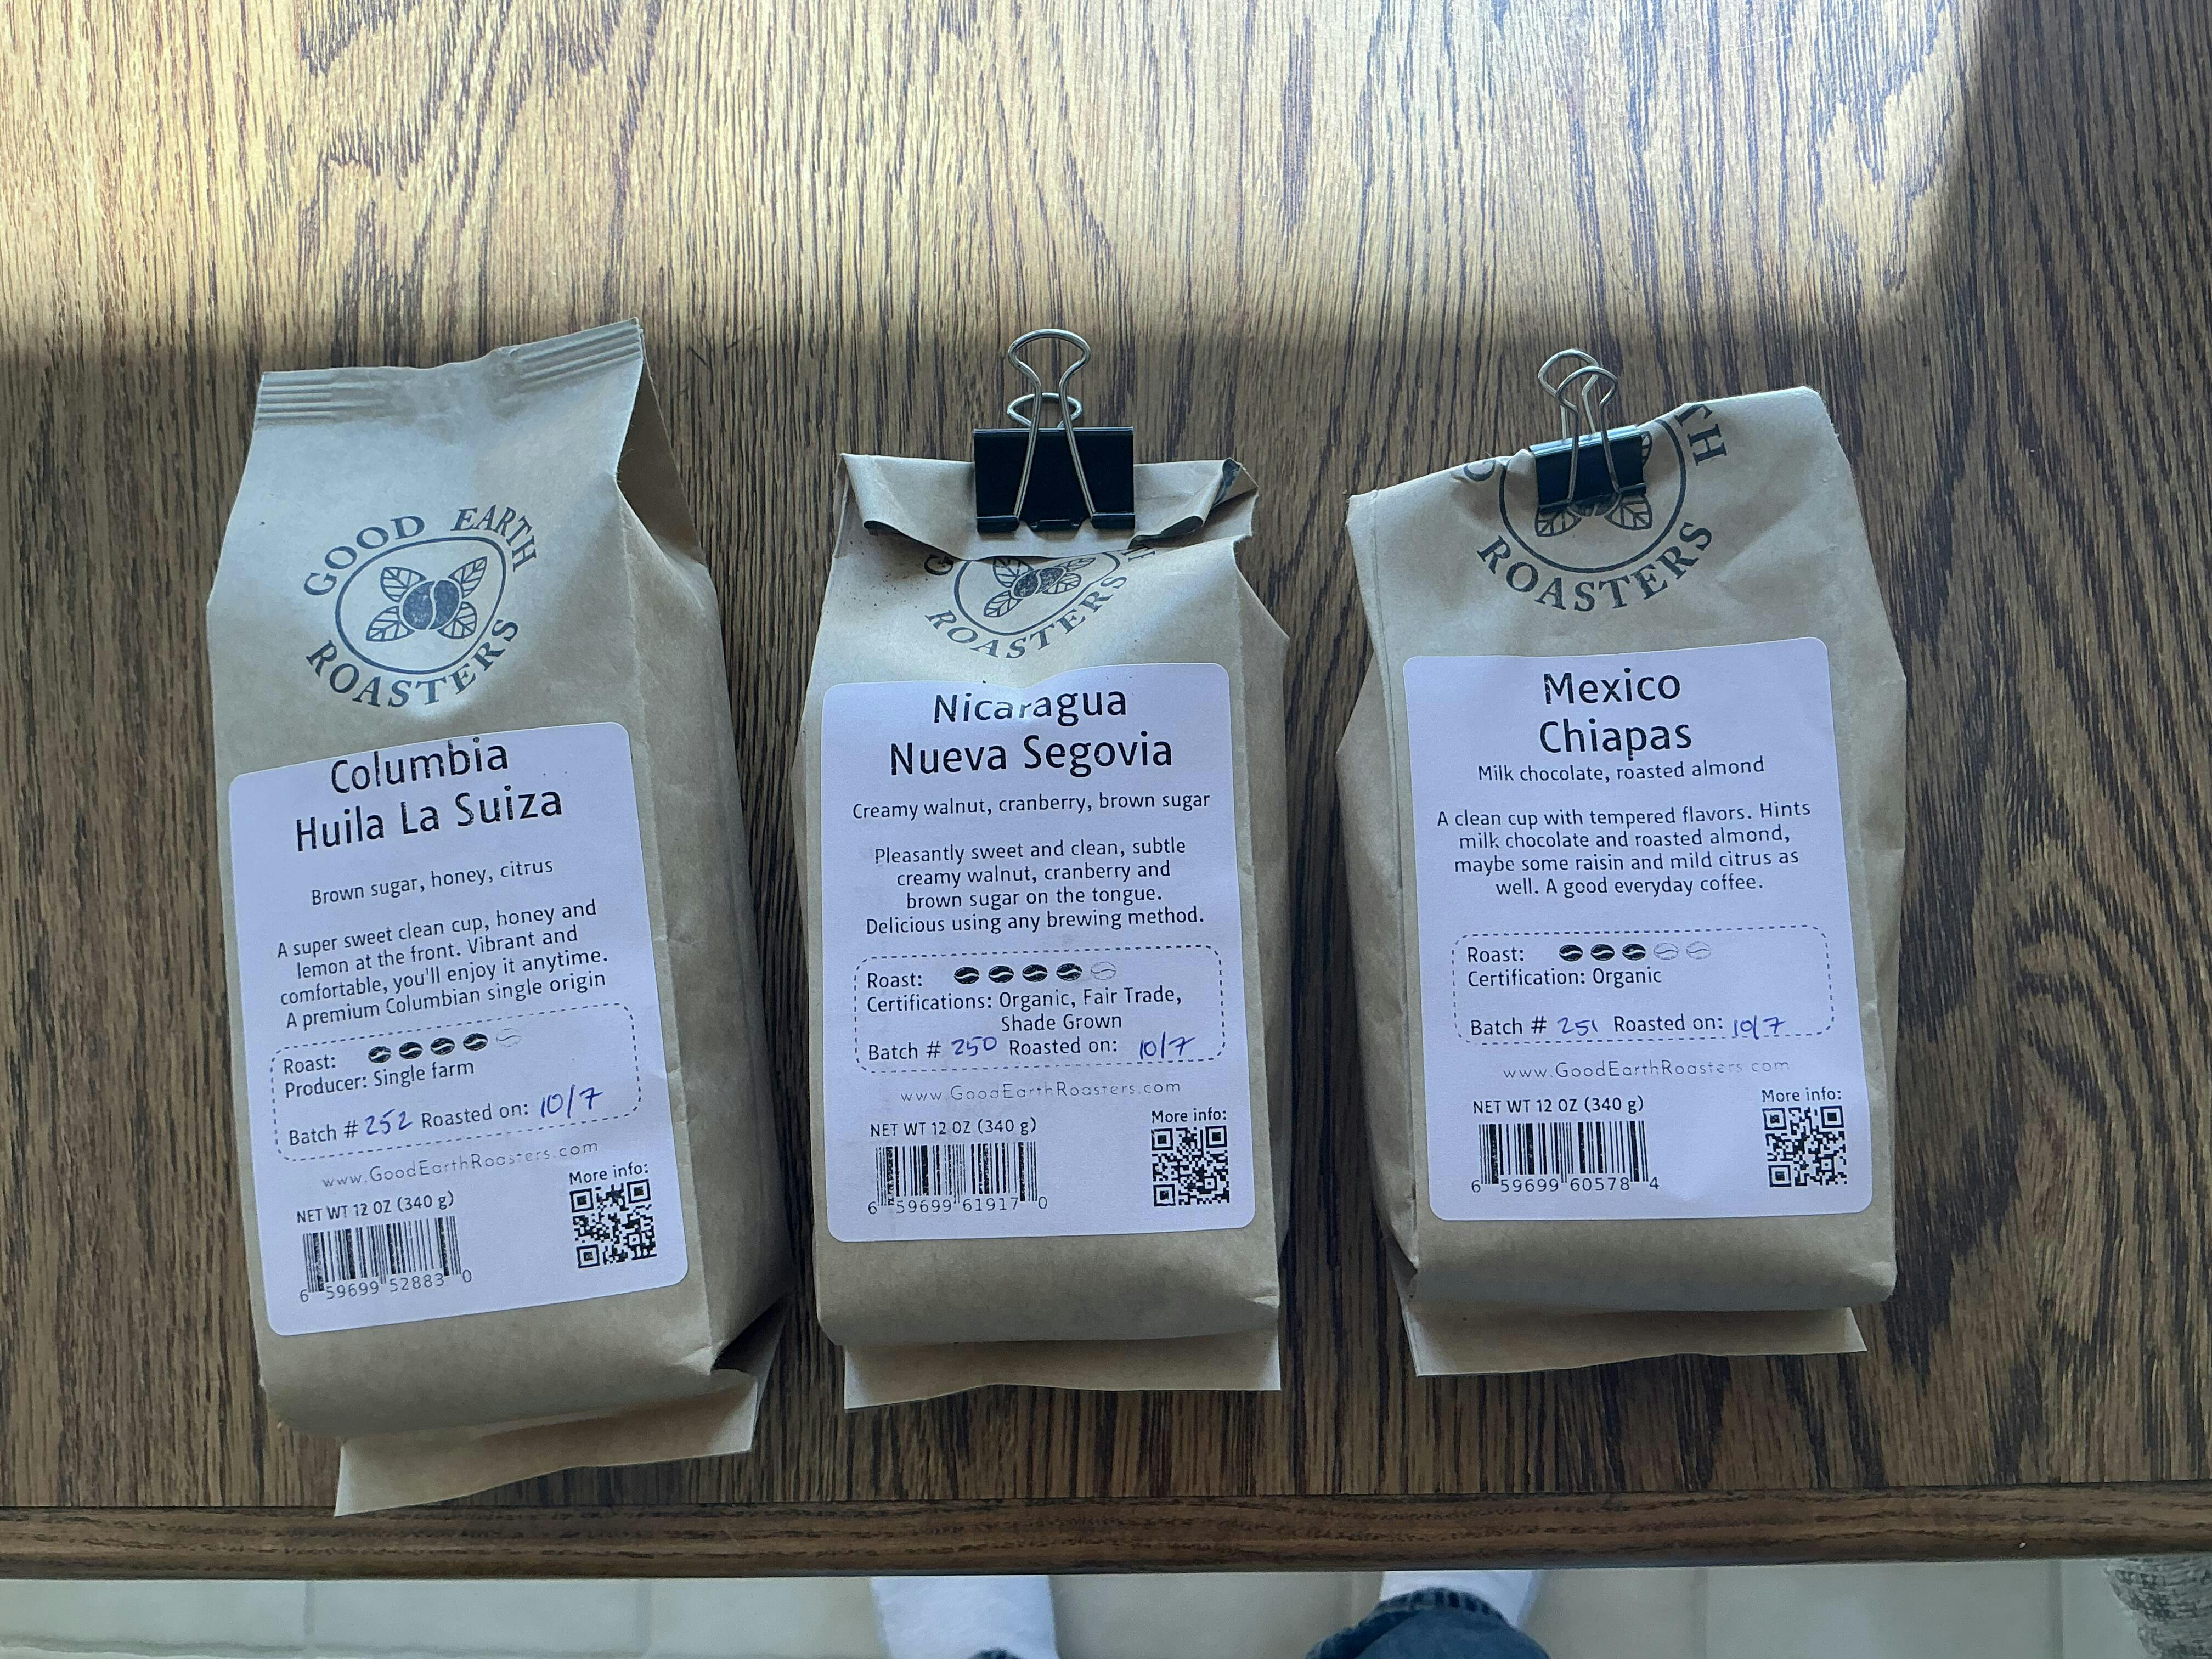 GOOD EARTH
ROASTERS
Columbia
Huila La Suiza
Brown sugar, honey, citrus
A super sweet clean cup, honey and
lemon at the front. Vibrant and
comfortable, you'll enjoy it anytime.
A premium Columbian single origin
Roast:
Producer: Single farm
Batch # 252 Roasted on: 10/7
www.GoodEarthRoasters.com
NET WT 12 OZ (340 g)
More info:
6 59699 52883 0
ROASTERS
Nicaragua
Nueva Segovia
Creamy walnut, cranberry, brown sugar
Pleasantly sweet and clean, subtle
creamy walnut, cranberry and
brown sugar on the tongue.
Delicious using any brewing method.
Roast:
Certifications: Organic, Fair Trade,
Shade Grown
Batch # 250 Roasted on: 10/7
www.GoodEarthRoasters.com
NET WT 12 OZ (340 g)
More info:
6 59699 61917 0
TH
ROASTERS
Mexico
Chiapas
Milk chocolate, roasted almond
A clean cup with tempered flavors. Hints
milk chocolate and roasted almond,
maybe some raisin and mild citrus as
well. A good everyday coffee.
Roast:
Certification: Organic
Batch # 251 Roasted on: 10/7
www.GoodEarthRoasters.com
NET WT 12 OZ (340 g)
More info:
6 59699 60578 4